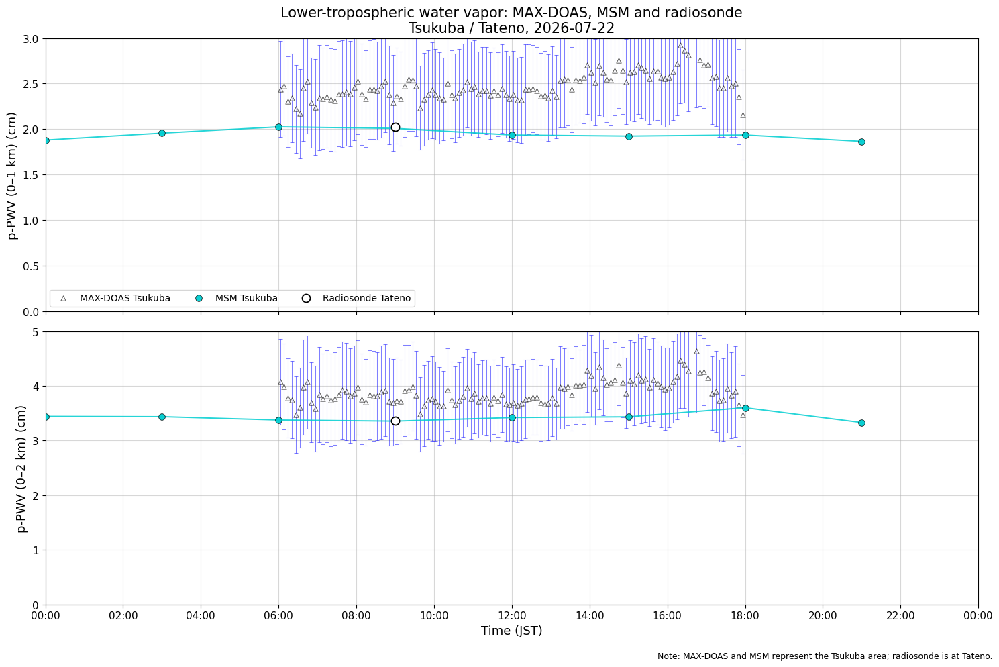 Lower-tropospheric water vapor: MAX-DOAS, MSM and radiosonde
Tsukuba / Tateno, 2026-07-22
p-PWV (0–1 km) (cm)
3.0
2.5
2.0
1.5
1.0
0.5
0.0
MAX-DOAS Tsukuba MSM Tsukuba Radiosonde Tateno
p-PWV (0–2 km) (cm)
5
4
3
2
1
0
00:00 02:00 04:00 06:00 08:00 10:00 12:00 14:00 16:00 18:00 20:00 22:00 00:00
Time (JST)
Note: MAX-DOAS and MSM represent the Tsukuba area; radiosonde is at Tateno.